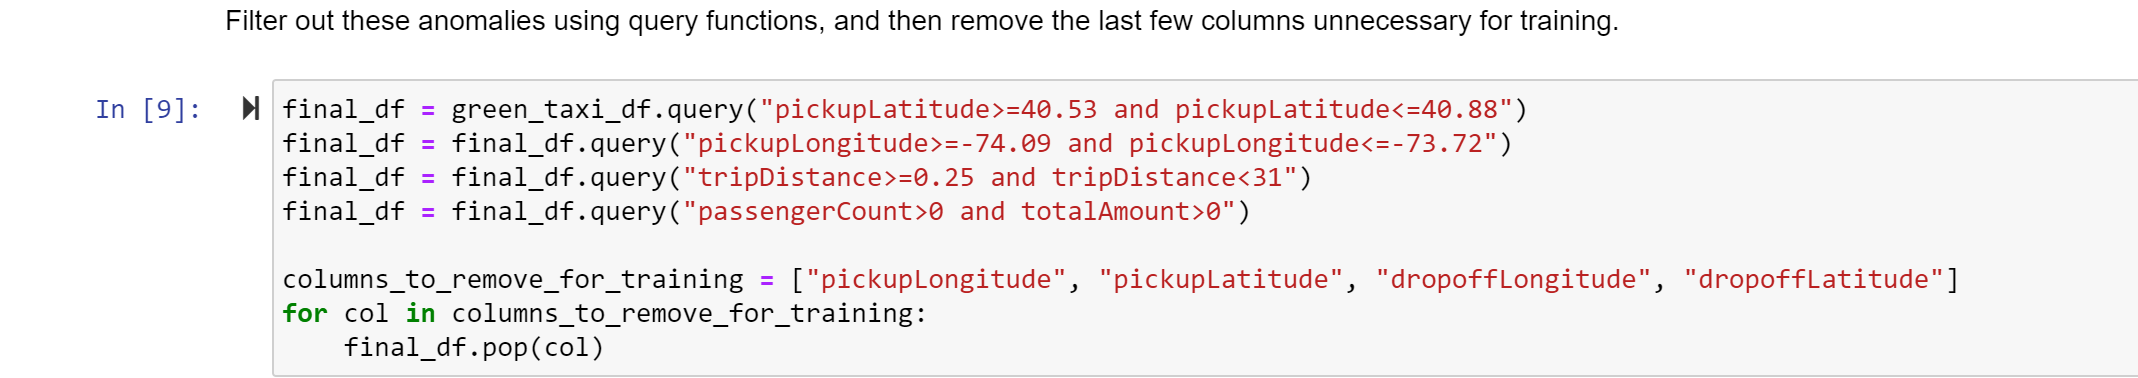 Filter out these anomalies using query functions, and then remove the last few columns unnecessary for training.
In [9]:
final_df = green_taxi_df.query("pickupLatitude>=40.53 and pickupLatitude<=40.88")
final_df = final_df.query("pickupLongitude>=-74.09 and pickupLongitude<=-73.72")
final_df = final_df.query("tripDistance>=0.25 and tripDistance<31")
final_df = final_df.query("passengerCount>0 and totalAmount>0")
columns_to_remove_for_training = ["pickupLongitude", "pickupLatitude", "dropoffLongitude", "dropoffLatitude"]
for col in columns_to_remove_for_training:
    final_df.pop(col)